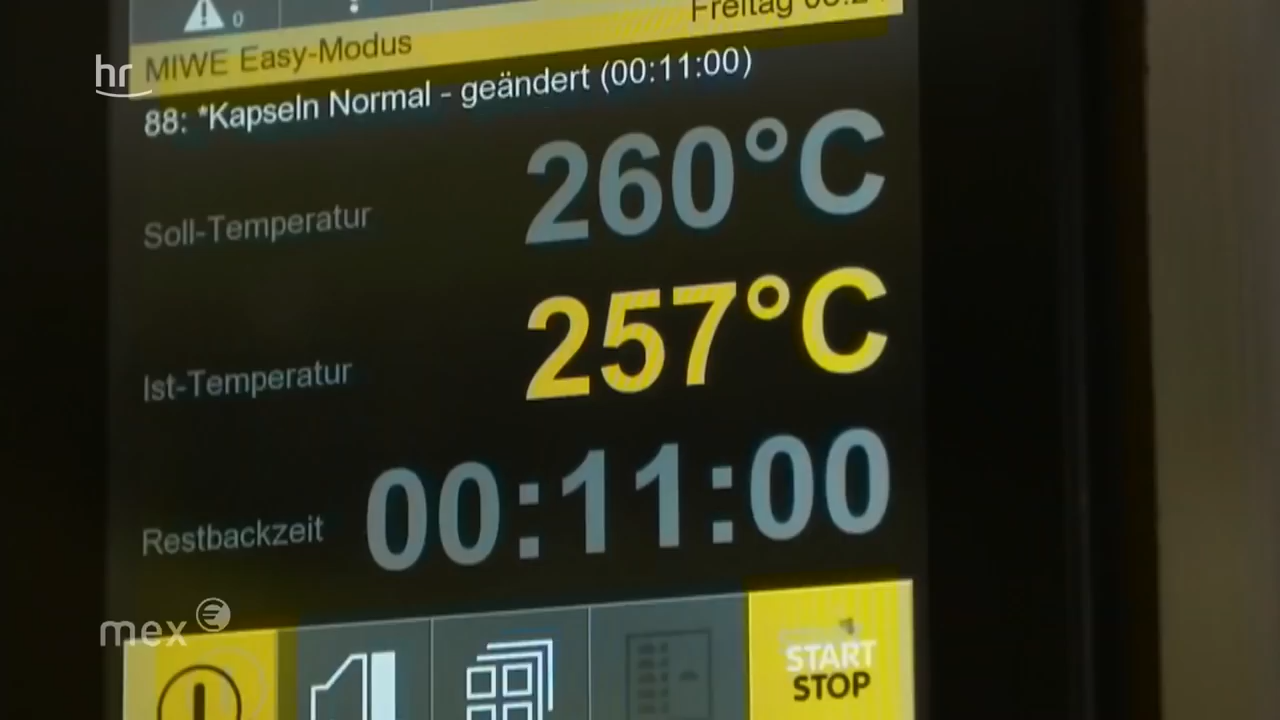 0
Freitag
MIWE Easy-Modus
hr
88: *Kapseln Normal - geändert (00:11:00)
260°C
Soll-Temperatur
257°C
Ist-Temperatur
00:11:00
Restbackzeit
mex
START
STOP